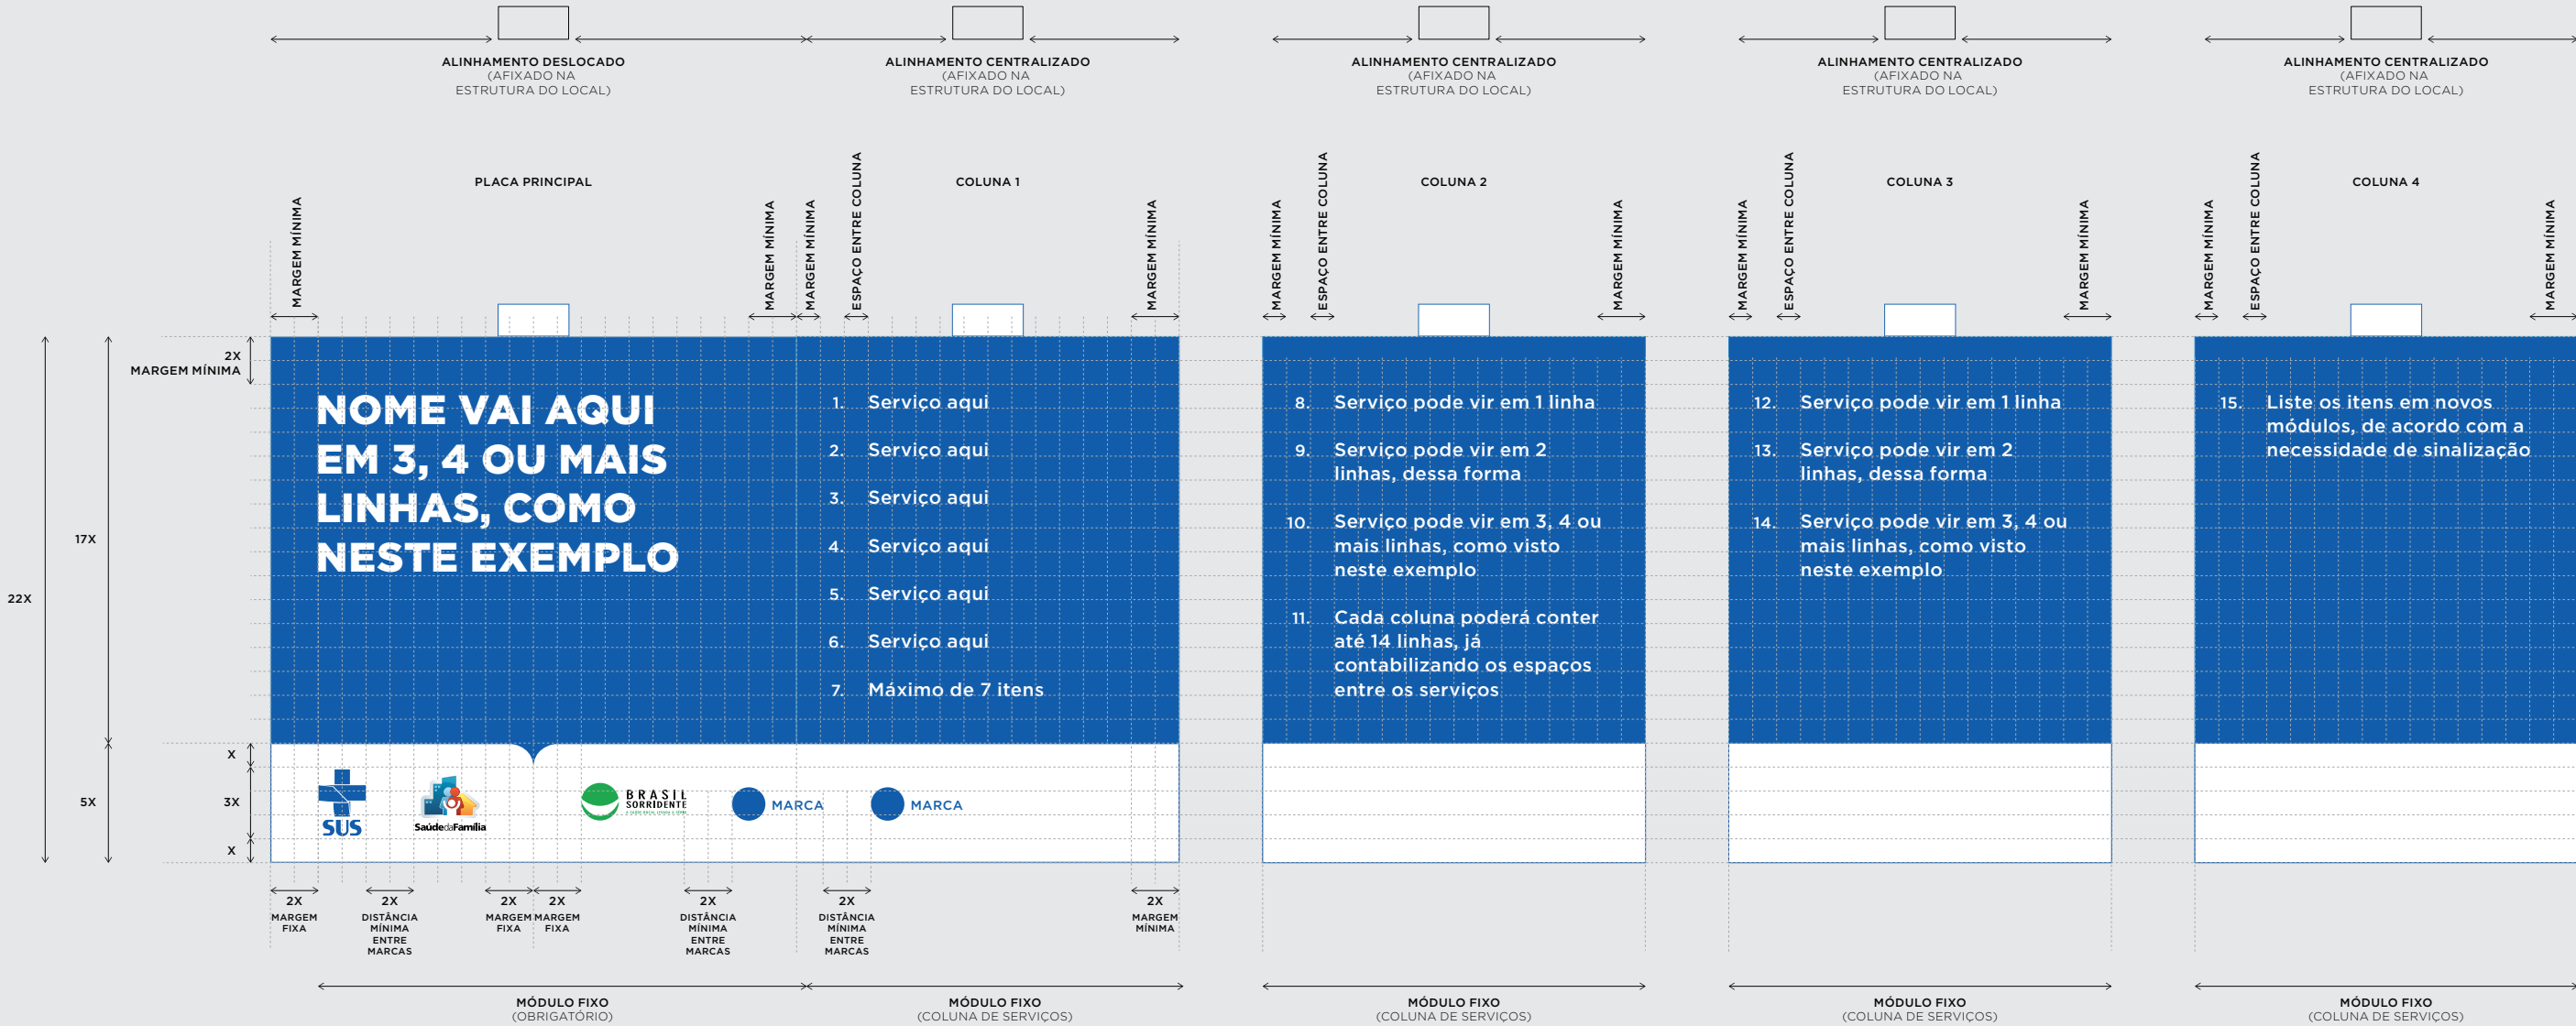 ALINHAMENTO DESLOCADO
(AFIXADO NA
ESTRUTURA DO LOCAL)
ALINHAMENTO CENTRALIZADO
(AFIXADO NA
ESTRUTURA DO LOCAL)
ALINHAMENTO CENTRALIZADO
(AFIXADO NA
ESTRUTURA DO LOCAL)
ALINHAMENTO CENTRALIZADO
(AFIXADO NA
ESTRUTURA DO LOCAL)
ALINHAMENTO CENTRALIZADO
(AFIXADO NA
ESTRUTURA DO LOCAL)
PLACA PRINCIPAL
COLUNA 1
COLUNA 2
COLUNA 3
COLUNA 4
MARGEM MÍNIMA
MARGEM MÍNIMA
MARGEM MÍNIMA
ESPAÇO ENTRE COLUNA
MARGEM MÍNIMA
MARGEM MÍNIMA
ESPAÇO ENTRE COLUNA
MARGEM MÍNIMA
MARGEM MÍNIMA
ESPAÇO ENTRE COLUNA
MARGEM MÍNIMA
MARGEM MÍNIMA
ESPAÇO ENTRE COLUNA
MARGEM MÍNIMA
2X
MARGEM MÍNIMA
17X
22X
5X
X
3X
X
NOME VAI AQUI
EM 3, 4 OU MAIS
LINHAS, COMO
NESTE EXEMPLO
1. Serviço aqui
2. Serviço aqui
3. Serviço aqui
4. Serviço aqui
5. Serviço aqui
6. Serviço aqui
7. Máximo de 7 itens
8. Serviço pode vir em 1 linha
9. Serviço pode vir em 2
linhas, dessa forma
10. Serviço pode vir em 3, 4 ou
mais linhas, como visto
neste exemplo
11. Cada coluna poderá conter
até 14 linhas, já
contabilizando os espaços
entre os serviços
12. Serviço pode vir em 1 linha
13. Serviço pode vir em 2
linhas, dessa forma
14. Serviço pode vir em 3, 4 ou
mais linhas, como visto
neste exemplo
15. Liste os itens em novos
módulos, de acordo com a
necessidade de sinalização
SUS
SaúdedaFamília
BRASIL
SORRIDENTE
MARCA
MARCA
2X
MARGEM
FIXA
2X
DISTÂNCIA
MÍNIMA
ENTRE
MARCAS
2X
MARGEM
FIXA
2X
MARGEM
FIXA
2X
DISTÂNCIA
MÍNIMA
ENTRE
MARCAS
2X
DISTÂNCIA
MÍNIMA
ENTRE
MARCAS
2X
MARGEM
MÍNIMA
MÓDULO FIXO
(OBRIGATÓRIO)
MÓDULO FIXO
(COLUNA DE SERVIÇOS)
MÓDULO FIXO
(COLUNA DE SERVIÇOS)
MÓDULO FIXO
(COLUNA DE SERVIÇOS)
MÓDULO FIXO
(COLUNA DE SERVIÇOS)